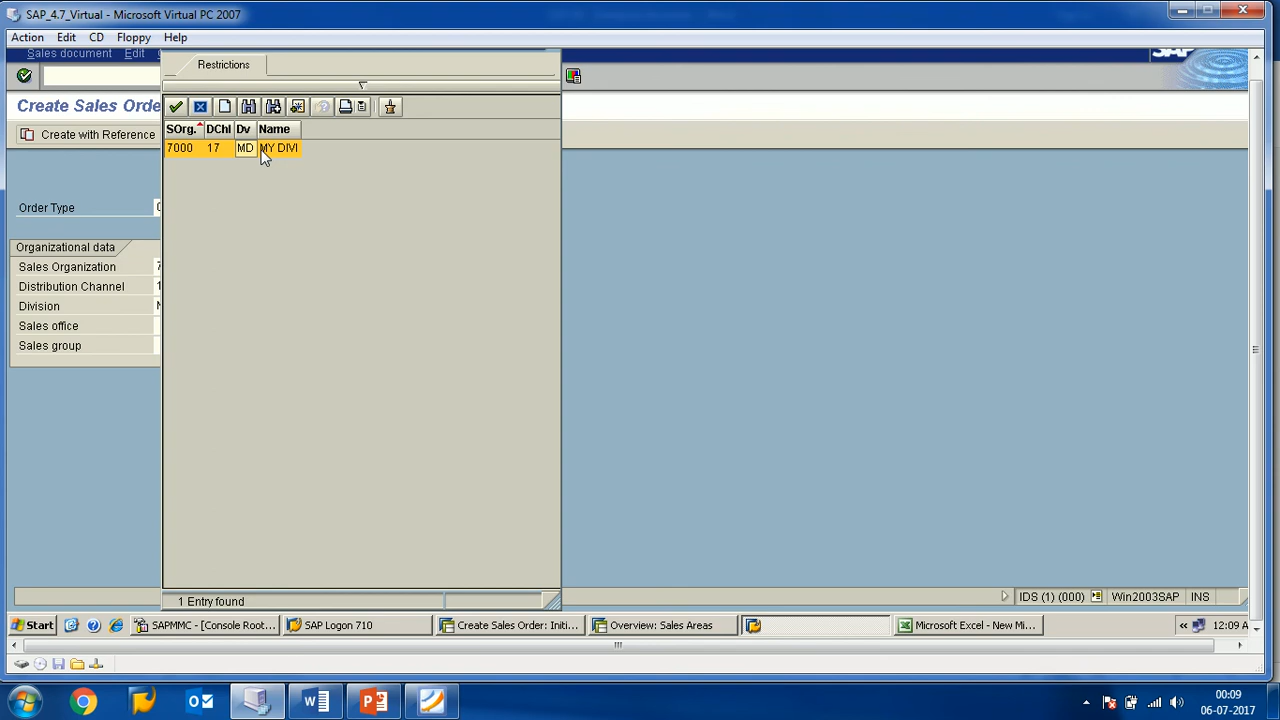 SAP_4.7_Virtual - Microsoft Virtual PC 2007
Action Edit CD Floppy Help
Sales document Edit
SAP
Restrictions
Create Sales Orde
Create with Reference
SOrg. DChl Dv Name
7000 17 MD MY DIVI
Order Type
Organizational data
Sales Organization
Distribution Channel
Division
Sales office
Sales group
1 Entry found
IDS (1) (000) Win2003SAP INS
Start SAPMMC - [Console Root... SAP Logon 710 Create Sales Order: Initi... Overview: Sales Areas Microsoft Excel - New Mi... 12:09 A
00:09
06-07-2017